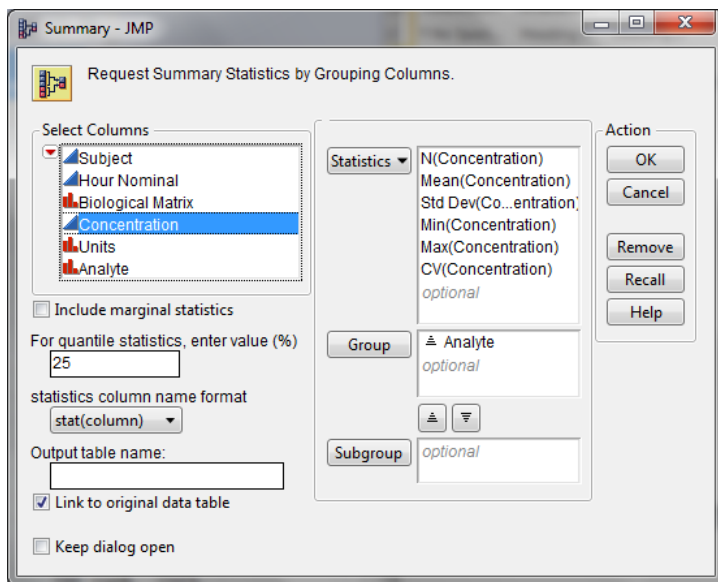 Summary - JMP
Request Summary Statistics by Grouping Columns.
Select Columns
Subject
Hour Nominal
Biological Matrix
Concentration
Units
Analyte
Include marginal statistics
For quantile statistics, enter value (%)
25
statistics column name format
stat(column)
Output table name:
Link to original data table
Keep dialog open
Statistics
N(Concentration)
Mean(Concentration)
Std Dev(Co...entration)
Min(Concentration)
Max(Concentration)
CV(Concentration)
optional
Group
Analyte
optional
Subgroup
optional
Action
OK
Cancel
Remove
Recall
Help